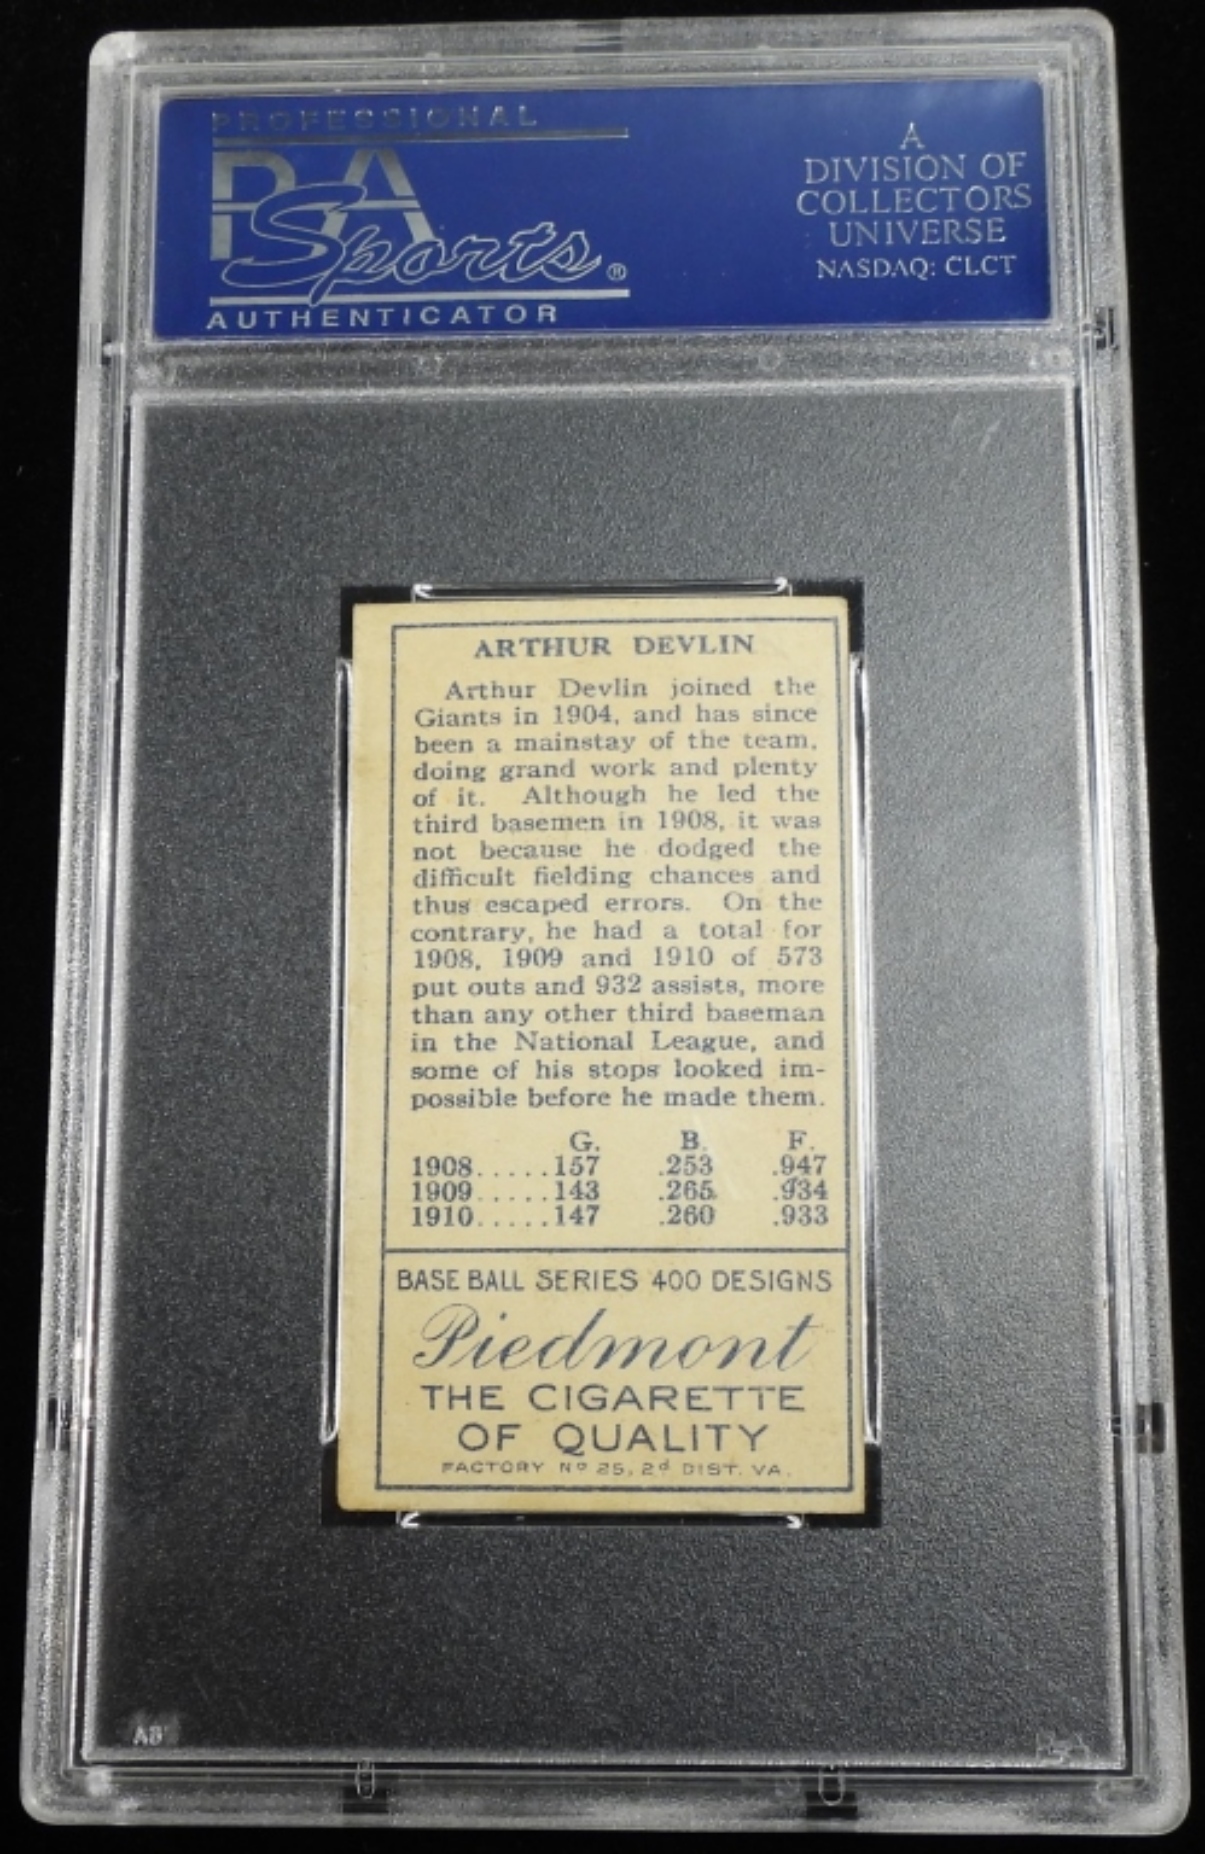 PROFESSIONAL
PSA
Sports®
AUTHENTICATOR
A
DIVISION OF
COLLECTORS
UNIVERSE
NASDAQ: CLCT
ARTHUR DEVLIN
Arthur Devlin joined the
Giants in 1904, and has since
been a mainstay of the team,
doing grand work and plenty
of it. Although he led the
third basemen in 1908, it was
not because he dodged the
difficult fielding chances and
thus escaped errors. On the
contrary, he had a total for
1908, 1909 and 1910 of 573
put outs and 932 assists, more
than any other third baseman
in the National League, and
some of his stops looked im-
possible before he made them.
G. B. F.
1908.....157 .253 .947
1909.....143 .265 .934
1910.....147 .260 .933
BASE BALL SERIES 400 DESIGNS
Piedmont
THE CIGARETTE
OF QUALITY
FACTORY Nº 25, 2d DIST. VA.